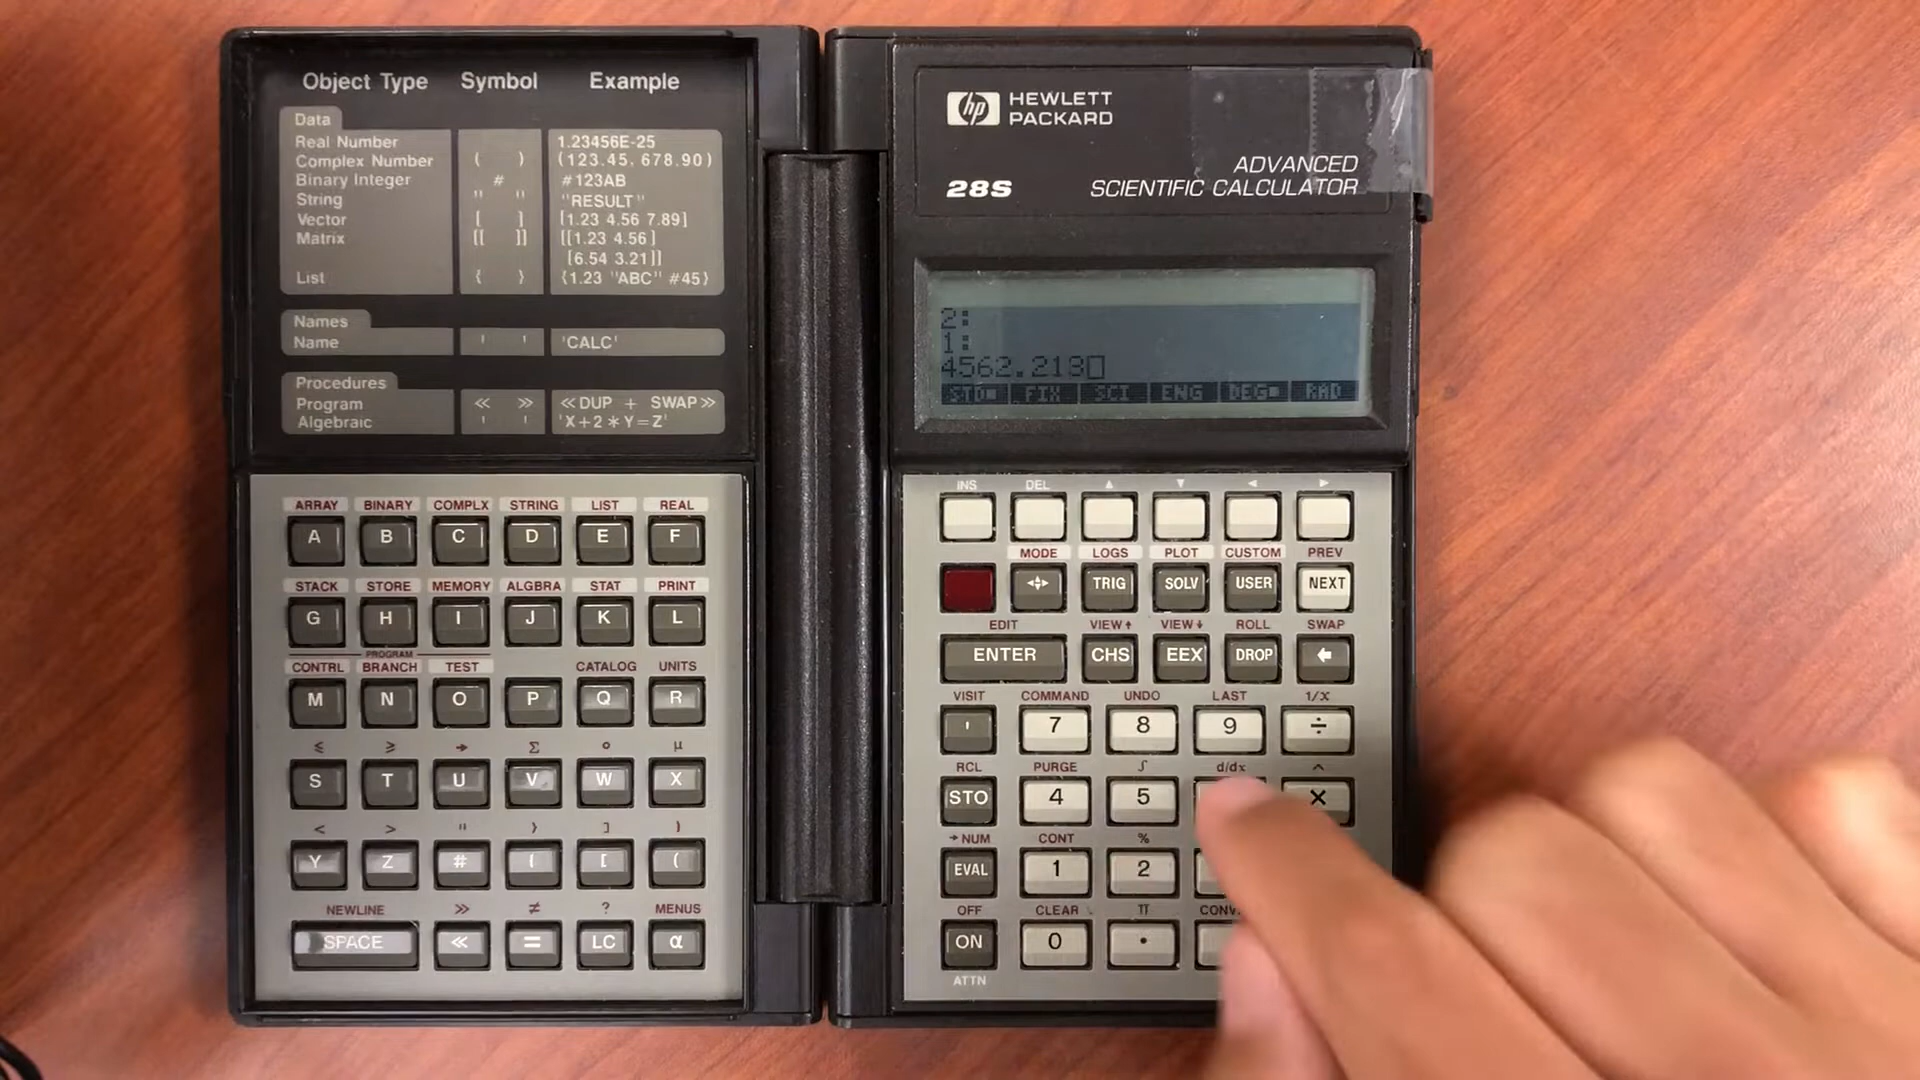 Object Type Symbol Example
Data
Real Number 1.23456E-25
Complex Number ( ) (123.45, 678.90)
Binary Integer # #123AB
String " " "RESULT"
Vector [ ] [1.23 4.56 7.89]
Matrix [[ ]] [[1.23 4.56]
[6.54 3.21]]
List { } {1.23 "ABC" #45}
Names
Name ' ' 'CALC'
Procedures
Program « » «DUP + SWAP»
Algebraic ' ' 'X+2*Y=Z'
ARRAY BINARY COMPLX STRING LIST REAL
A B C D E F
STACK STORE MEMORY ALGBRA STAT PRINT
G H I J K L
PROGRAM
CONTRL BRANCH TEST CATALOG UNITS
M N O P Q R
≤ ≥ → Σ ° μ
S T U V W X
< > " } ] )
Y Z # { [ (
NEWLINE » ≠ ? MENUS
SPACE « = LC α
hp HEWLETT
PACKARD
ADVANCED
28S SCIENTIFIC CALCULATOR
2:
1:
4562.213
STD FIX SCI ENG DEG RAD
INS DEL ▲ ▼ ◄ ►
MODE LOGS PLOT CUSTOM PREV
TRIG SOLV USER NEXT
EDIT VIEW↑ VIEW↓ ROLL SWAP
ENTER CHS EEX DROP ←
VISIT COMMAND UNDO LAST 1/x
' 7 8 9 ÷
RCL PURGE ∫ d/dx ^
STO 4 5 ×
→NUM CONT %
EVAL 1 2
OFF CLEAR π
ON 0 .
ATTN